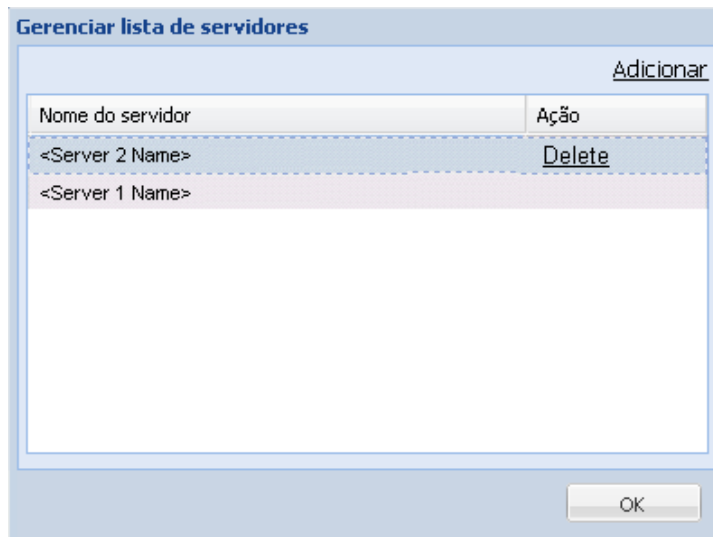 Gerenciar lista de servidores
Adicionar
Nome do servidor Ação
<Server 2 Name> Delete
<Server 1 Name>
OK